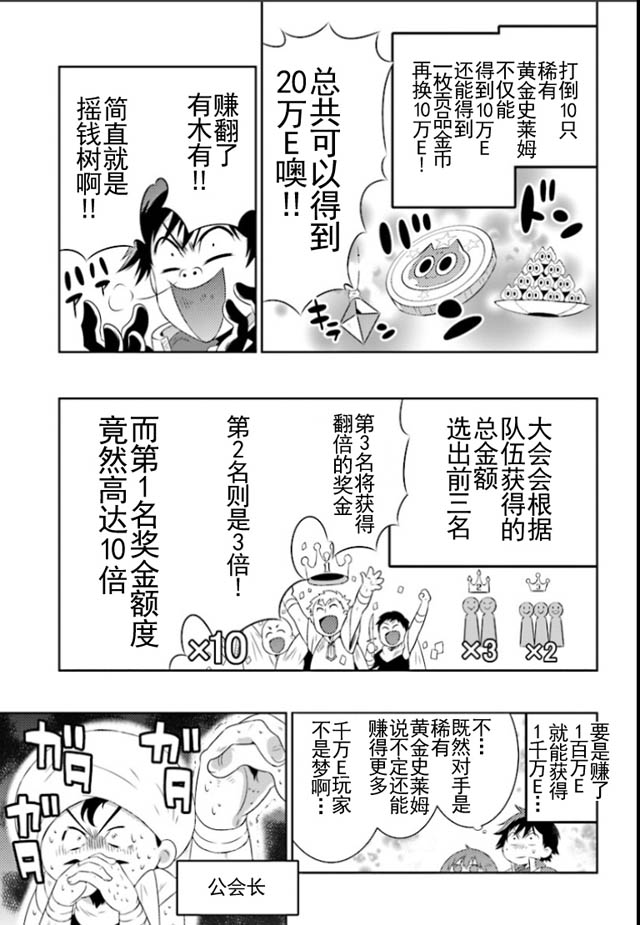 打倒10只
稀有
黄金史莱姆
不仅能
得到10万E
还能得到
一枚贡品金币
再换10万E！
ドン
キラ
总共可以得到
20万E噢!!
赚翻了
有木有!!
简直就是
摇钱树啊!!
大会会根据
队伍获得的
总金额
选出前三名
第3名将获得
翻倍的奖金
第2名则是3倍！
而第1名奖金额度
竟然高达10倍
2
3
×10
×3
×2
要是赚了
1百万E
就能获得
1千万E…
不…
既然对手是
稀有
黄金史莱姆
说不定还能
赚得更多
千万E玩家
不是梦啊…
ガタ
ガタ
ガタ
公会长